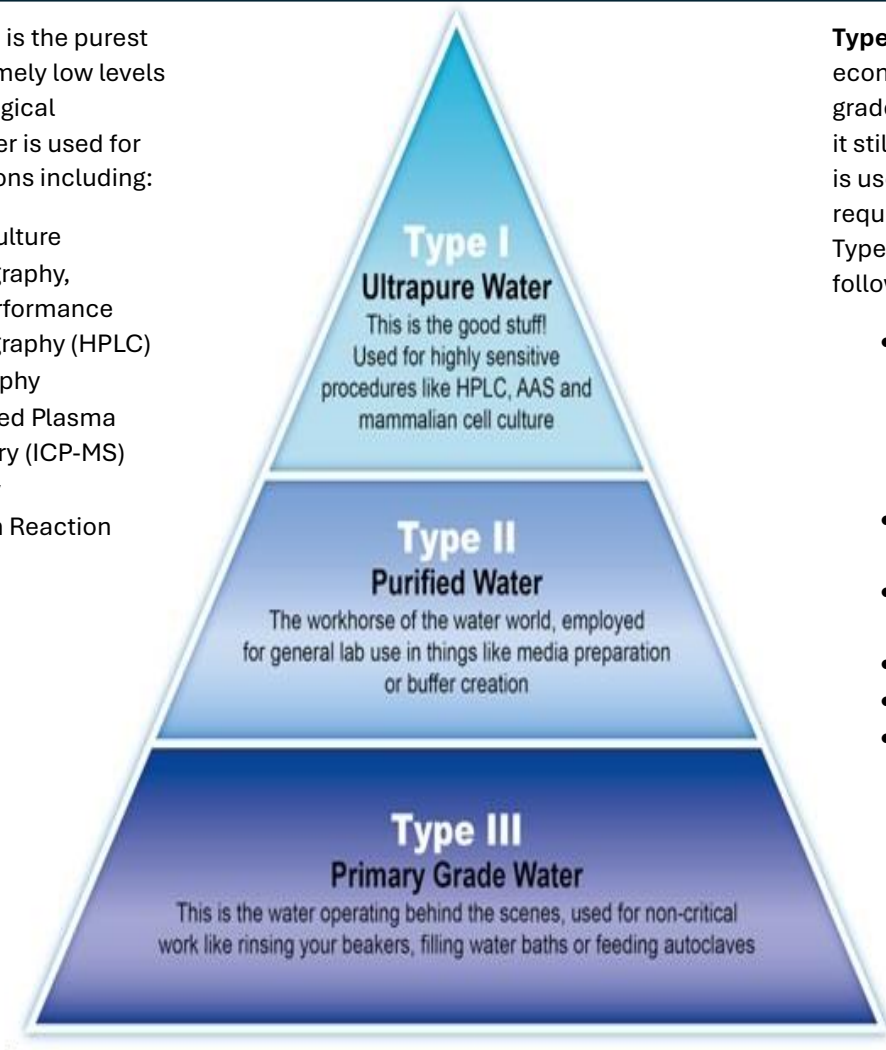 is the purest
mely low levels
gical
er is used for
ons including:
ulture
raphy,
rformance
raphy (HPLC)
phy
ed Plasma
ry (ICP-MS)
n Reaction
Type I
Ultrapure Water
This is the good stuff!
Used for highly sensitive
procedures like HPLC, AAS and
mammalian cell culture
Type II
Purified Water
The workhorse of the water world, employed
for general lab use in things like media preparation
or buffer creation
Type III
Primary Grade Water
This is the water operating behind the scenes, used for non-critical
work like rinsing your beakers, filling water baths or feeding autoclaves
Type
econ
grade
it stil
is us
requ
Type
follow